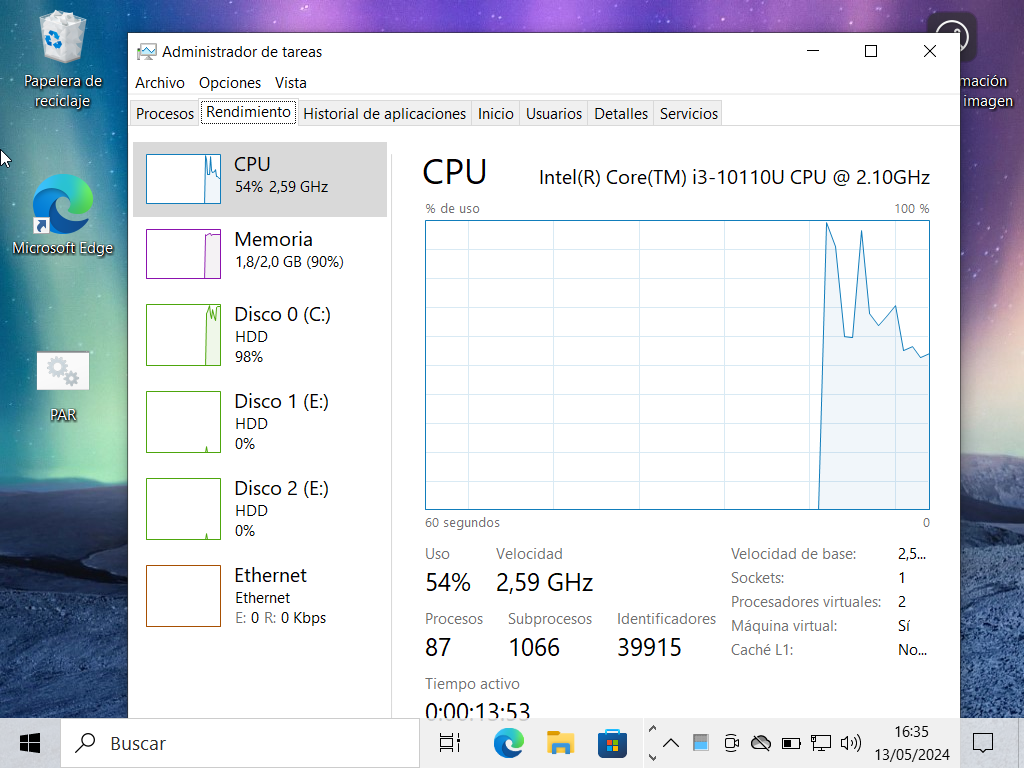 Papelera de
reciclaje
Microsoft Edge
PAR
mación
imagen
Administrador de tareas
Archivo Opciones Vista
Procesos Rendimiento Historial de aplicaciones Inicio Usuarios Detalles Servicios
CPU
54% 2,59 GHz
Memoria
1,8/2,0 GB (90%)
Disco 0 (C:)
HDD
98%
Disco 1 (E:)
HDD
0%
Disco 2 (E:)
HDD
0%
Ethernet
Ethernet
E: 0 R: 0 Kbps
CPU Intel(R) Core(TM) i3-10110U CPU @ 2.10GHz
% de uso 100 %
60 segundos 0
Uso Velocidad
54% 2,59 GHz
Procesos Subprocesos Identificadores
87 1066 39915
Tiempo activo
0:00:13:53
Velocidad de base: 2,5...
Sockets: 1
Procesadores virtuales: 2
Máquina virtual: Sí
Caché L1: No...
Buscar
16:35
13/05/2024